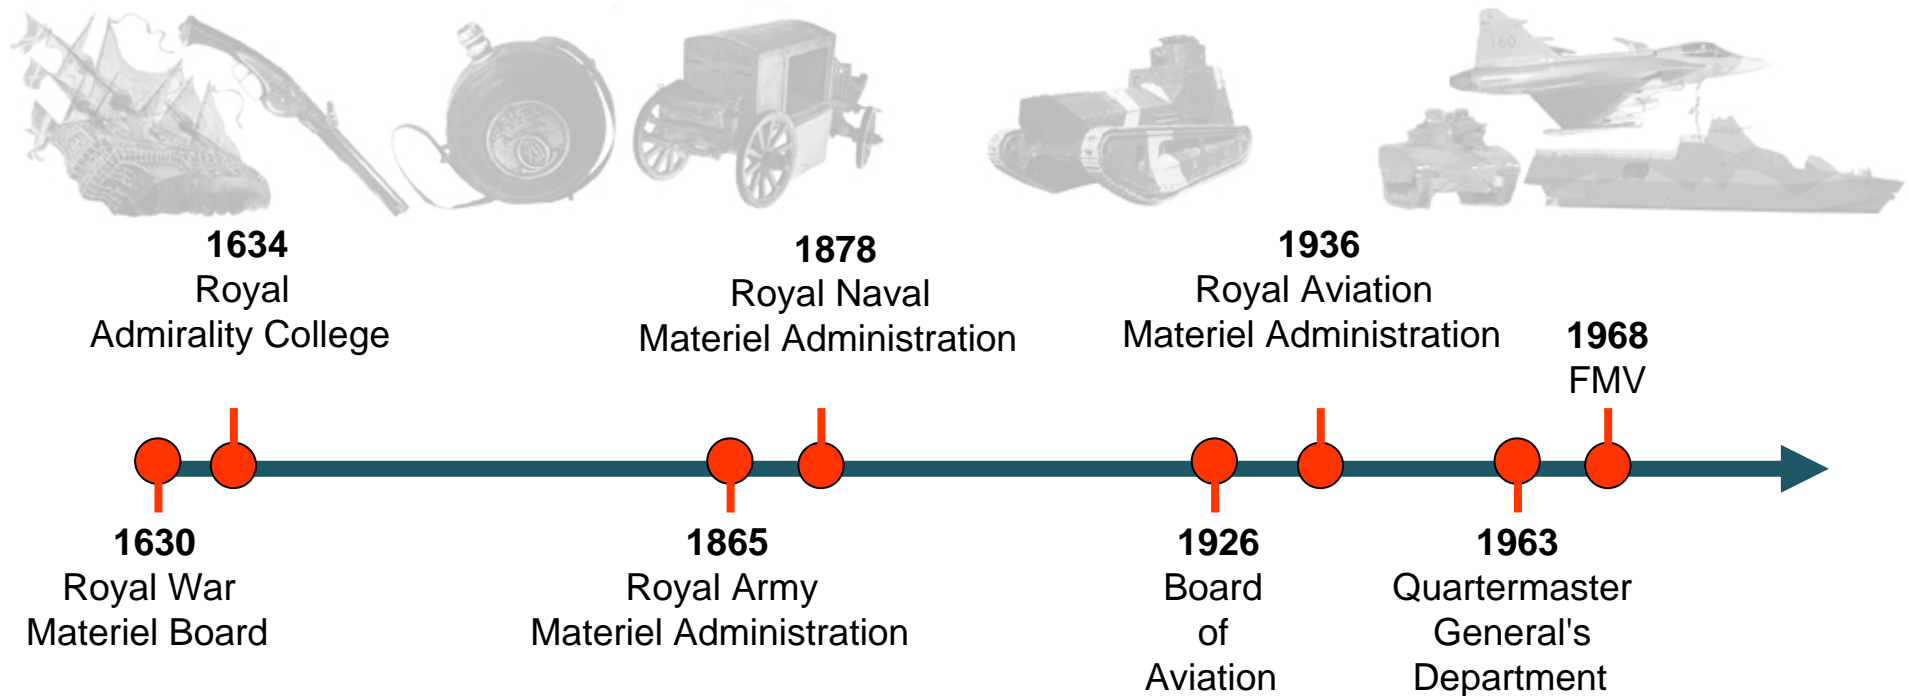 60
1634
Royal
Admirality College
1878
Royal Naval
Materiel Administration
1936
Royal Aviation
Materiel Administration
1968
FMV
1630
Royal War
Materiel Board
1865
Royal Army
Materiel Administration
1926
Board
of
Aviation
1963
Quartermaster
General's
Department